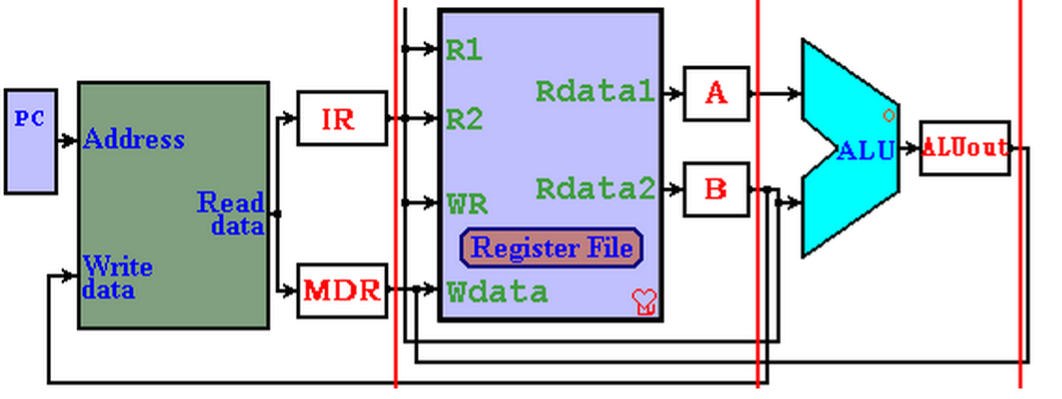 PC
Address
Read
data
Write
data
IR
MDR
R1
R2
WR
Wdata
Rdata1
Rdata2
Register File
A
B
ALU
ALUout